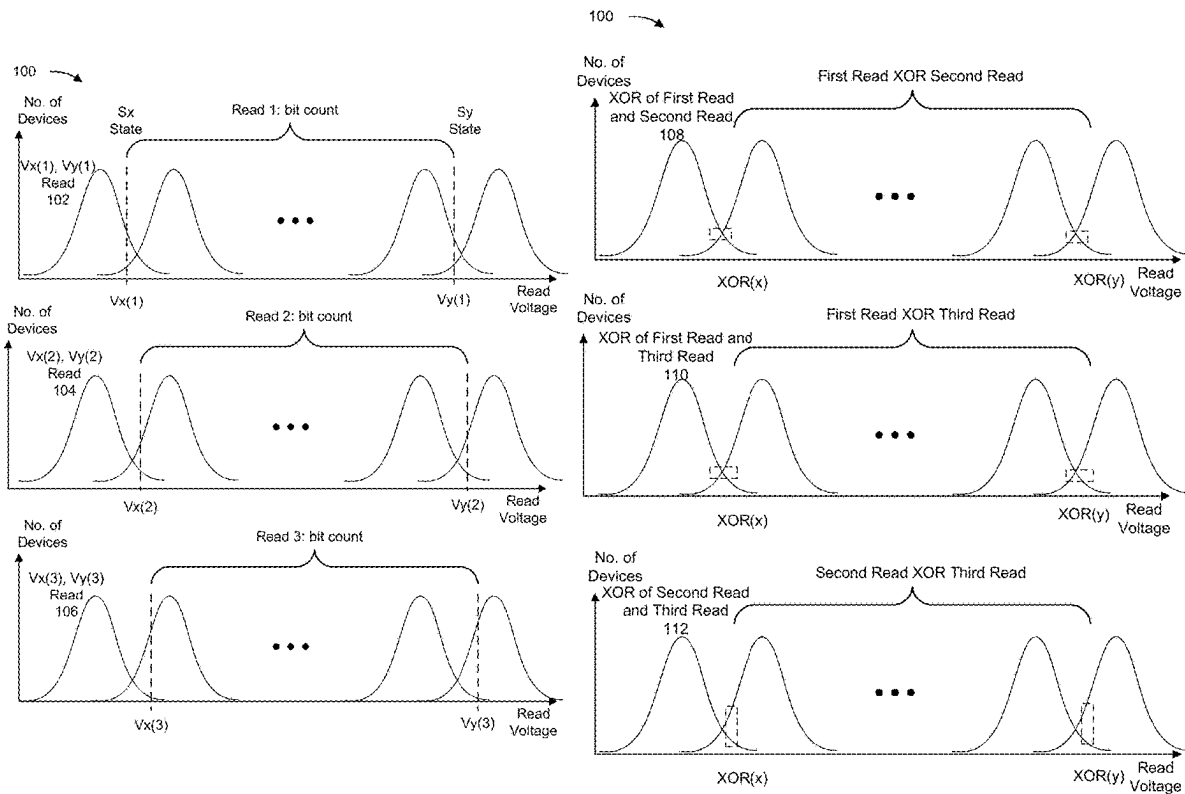 100
No. of
Devices
Sx
State
Read 1: bit count
Sy
State
Vx(1), Vy(1)
Read
102
Vx(1)
Vy(1)
Read
Voltage
No. of
Devices
Read 2: bit count
Vx(2), Vy(2)
Read
104
Vx(2)
Vy(2)
Read
Voltage
No. of
Devices
Read 3: bit count
Vx(3), Vy(3)
Read
106
Vx(3)
Vy(3)
Read
Voltage
100
No. of
Devices
First Read XOR Second Read
XOR of First Read
and Second Read
108
XOR(x)
XOR(y)
Read
Voltage
No. of
Devices
First Read XOR Third Read
XOR of First Read and
Third Read
110
XOR(x)
XOR(y)
Read
Voltage
No. of
Devices
Second Read XOR Third Read
XOR of Second Read
and Third Read
112
XOR(x)
XOR(y)
Read
Voltage